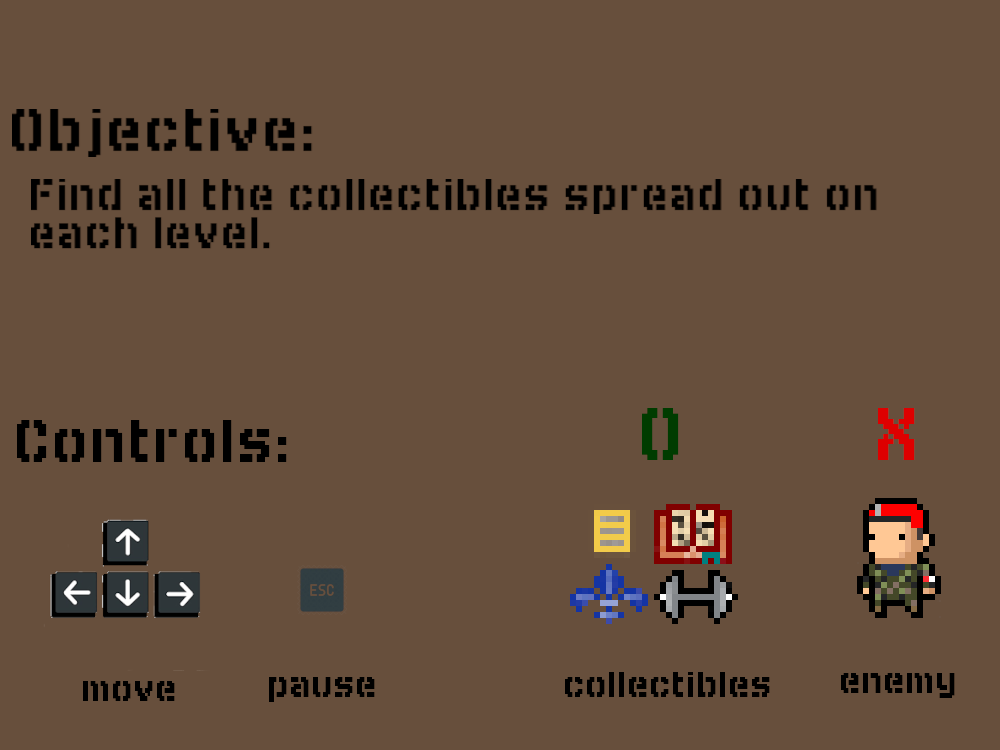 Objective:
Find all the collectibles spread out on
each level.
Controls:
O X
ESC
move pause collectibles enemy